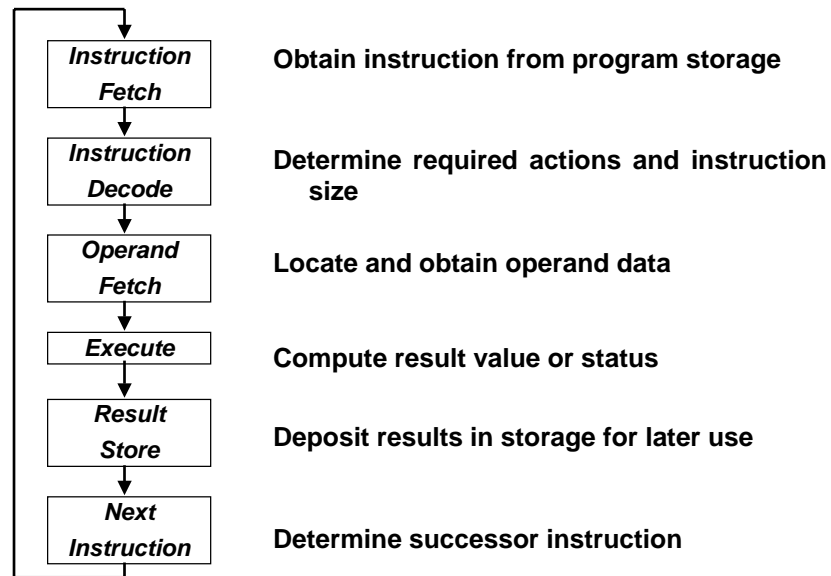 Instruction
Fetch
Obtain instruction from program storage
Instruction
Decode
Determine required actions and instruction
size
Operand
Fetch
Locate and obtain operand data
Execute
Compute result value or status
Result
Store
Deposit results in storage for later use
Next
Instruction
Determine successor instruction